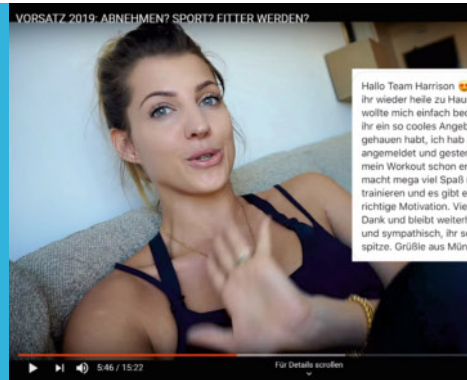 VORSATZ 2019: ABNEHMEN? SPORT? FITTER WERDEN?
Hallo Team Harrison 🤩
ihr wieder heile zu Hau
wollte mich einfach bed
ihr ein so cooles Angeb
gehauen habt, ich hab
angemeldet und gester
mein Workout schon er
macht mega viel Spaß
trainieren und es gibt e
richtige Motivation. Vie
Dank und bleibt weiterh
und sympathisch, ihr se
spitze. Grüßle aus Mün
5:46 / 15:22
Für Details scrollen